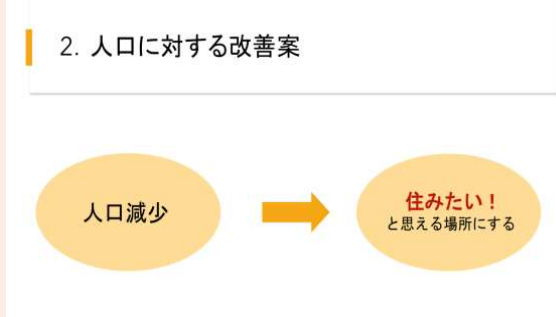 2. 人口に対する改善案
人口減少
住みたい！
と思える場所にする